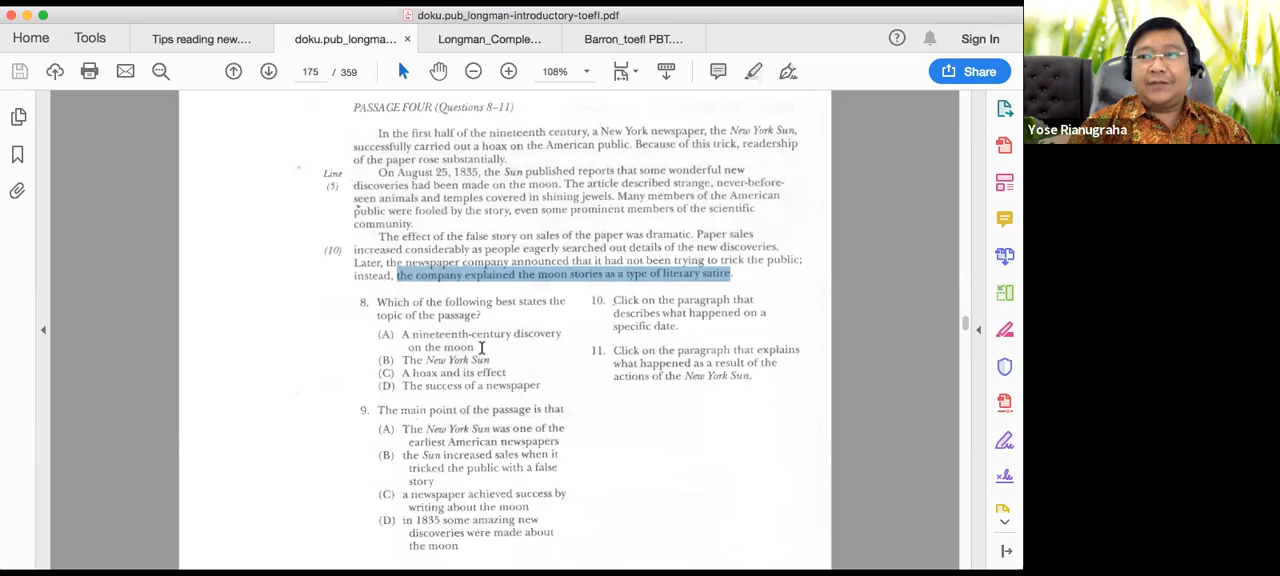 doku.pub_longman-introductory-toefl.pdf
Home
Tools
Tips reading new....
doku.pub_longma... ×
Longman_Comple...
Barron_toefl PBT....
Sign In
175 / 359
108%
Share
Yose Rianugraha
PASSAGE FOUR (Questions 8–11)
In the first half of the nineteenth century, a New York newspaper, the New York Sun,
successfully carried out a hoax on the American public. Because of this trick, readership
of the paper rose substantially.
Line On August 25, 1835, the Sun published reports that some wonderful new
(5) discoveries had been made on the moon. The article described strange, never-before-
seen animals and temples covered in shining jewels. Many members of the American
public were fooled by the story, even some prominent members of the scientific
community.
The effect of the false story on sales of the paper was dramatic. Paper sales
(10) increased considerably as people eagerly searched out details of the new discoveries.
Later, the newspaper company announced that it had not been trying to trick the public;
instead, the company explained the moon stories as a type of literary satire.
8. Which of the following best states the
topic of the passage?
(A) A nineteenth-century discovery
on the moon
(B) The New York Sun
(C) A hoax and its effect
(D) The success of a newspaper
9. The main point of the passage is that
(A) The New York Sun was one of the
earliest American newspapers
(B) the Sun increased sales when it
tricked the public with a false
story
(C) a newspaper achieved success by
writing about the moon
(D) in 1835 some amazing new
discoveries were made about
the moon
10. Click on the paragraph that
describes what happened on a
specific date.
11. Click on the paragraph that explains
what happened as a result of the
actions of the New York Sun.